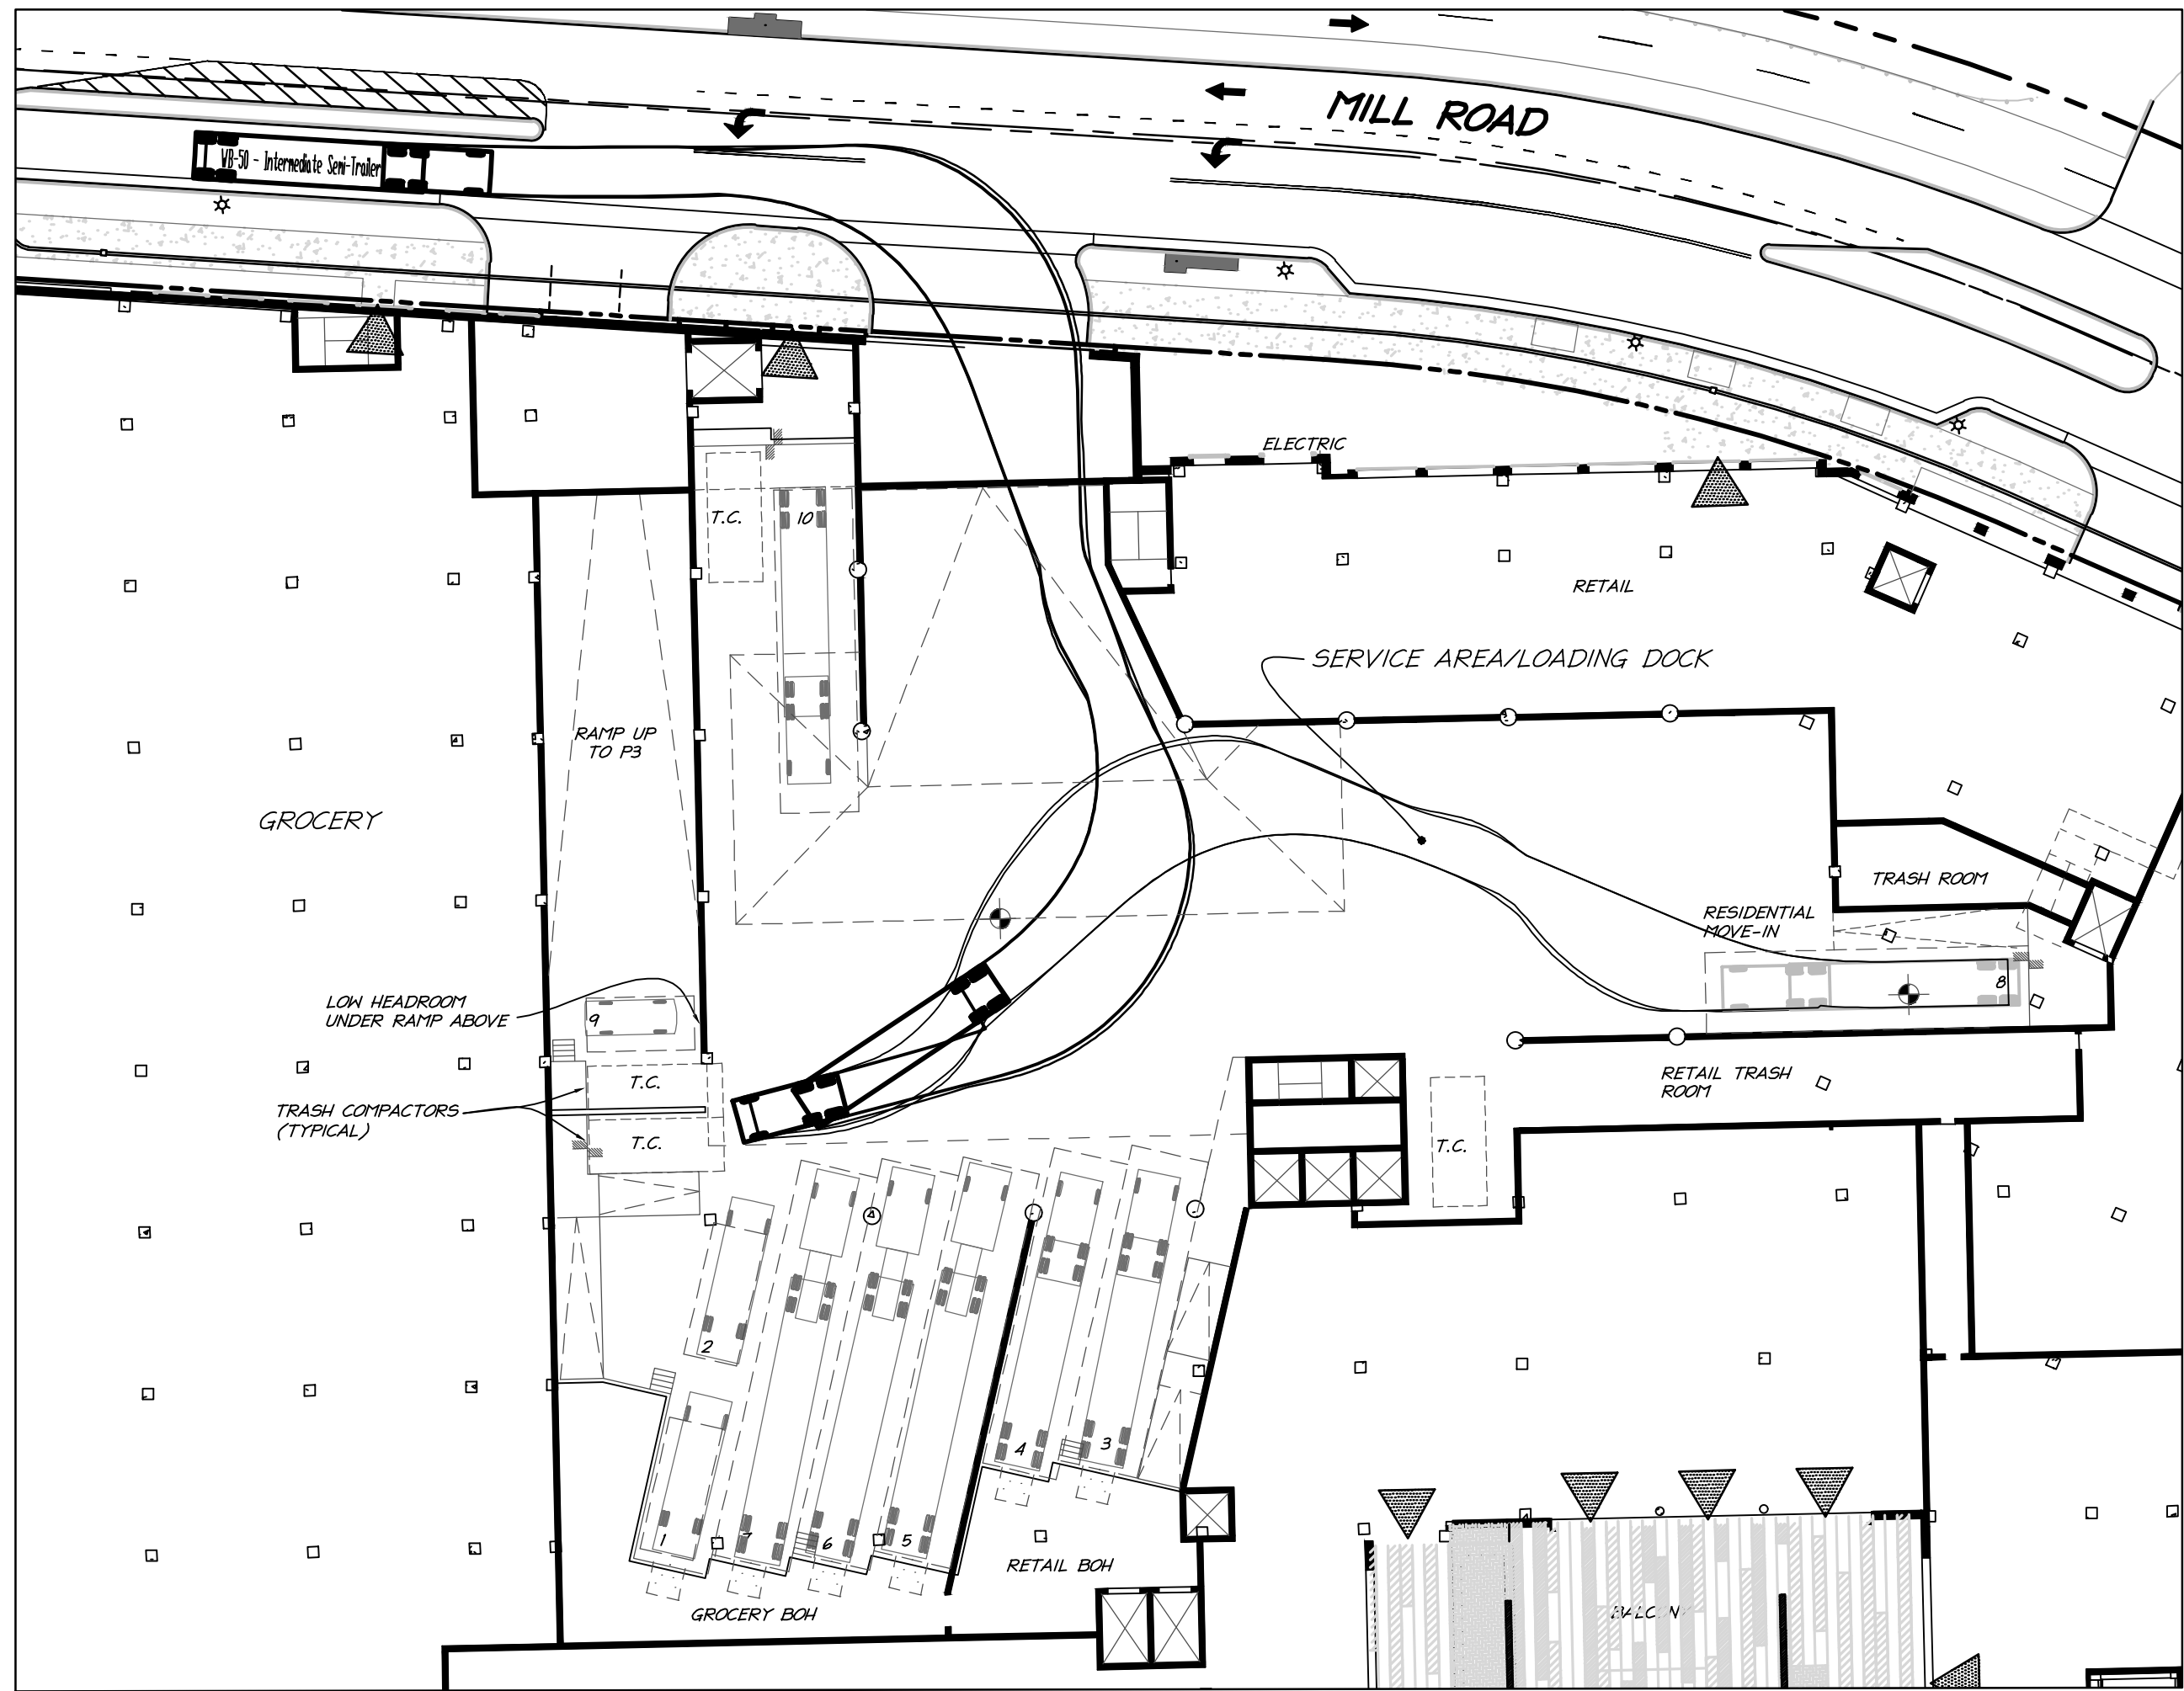 MILL ROAD
WB-50 - Intermediate Semi-Trailer
ELECTRIC
T.C.
10
RETAIL
SERVICE AREA/LOADING DOCK
RAMP UP
TO P3
GROCERY
TRASH ROOM
RESIDENTIAL
MOVE-IN
8
LOW HEADROOM
UNDER RAMP ABOVE
9
T.C.
RETAIL TRASH
ROOM
TRASH COMPACTORS
(TYPICAL)
T.C.
T.C.
2
4
3
1
7
6
5
RETAIL BOH
GROCERY BOH
BALCONY